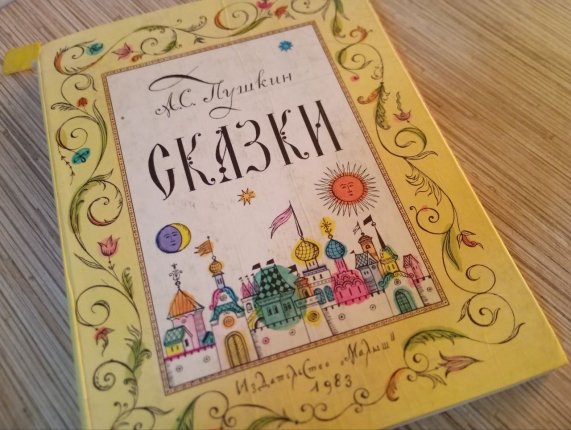 А.С. Пушкин
СКАЗКИ
Издательство „Малыш"
1983